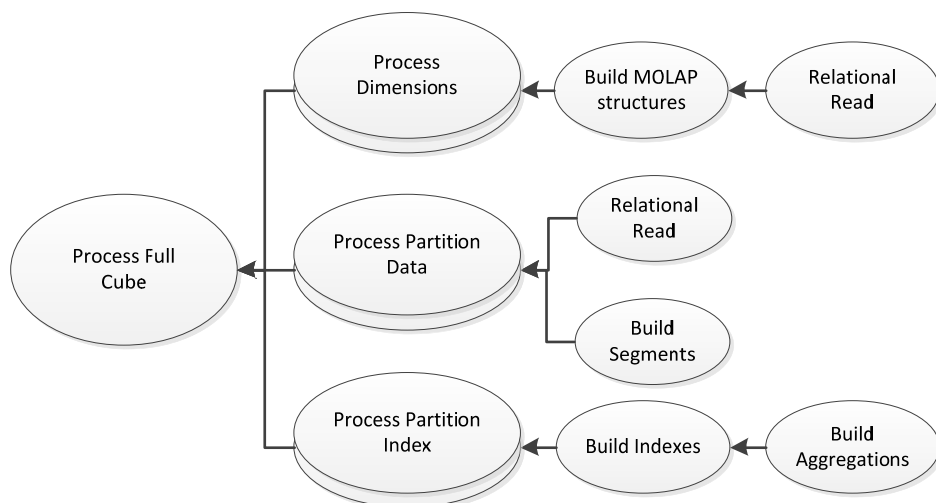 Process
Dimensions
Build MOLAP
structures
Relational
Read
Process Full
Cube
Process Partition
Data
Relational
Read
Build
Segments
Process Partition
Index
Build Indexes
Build
Aggregations